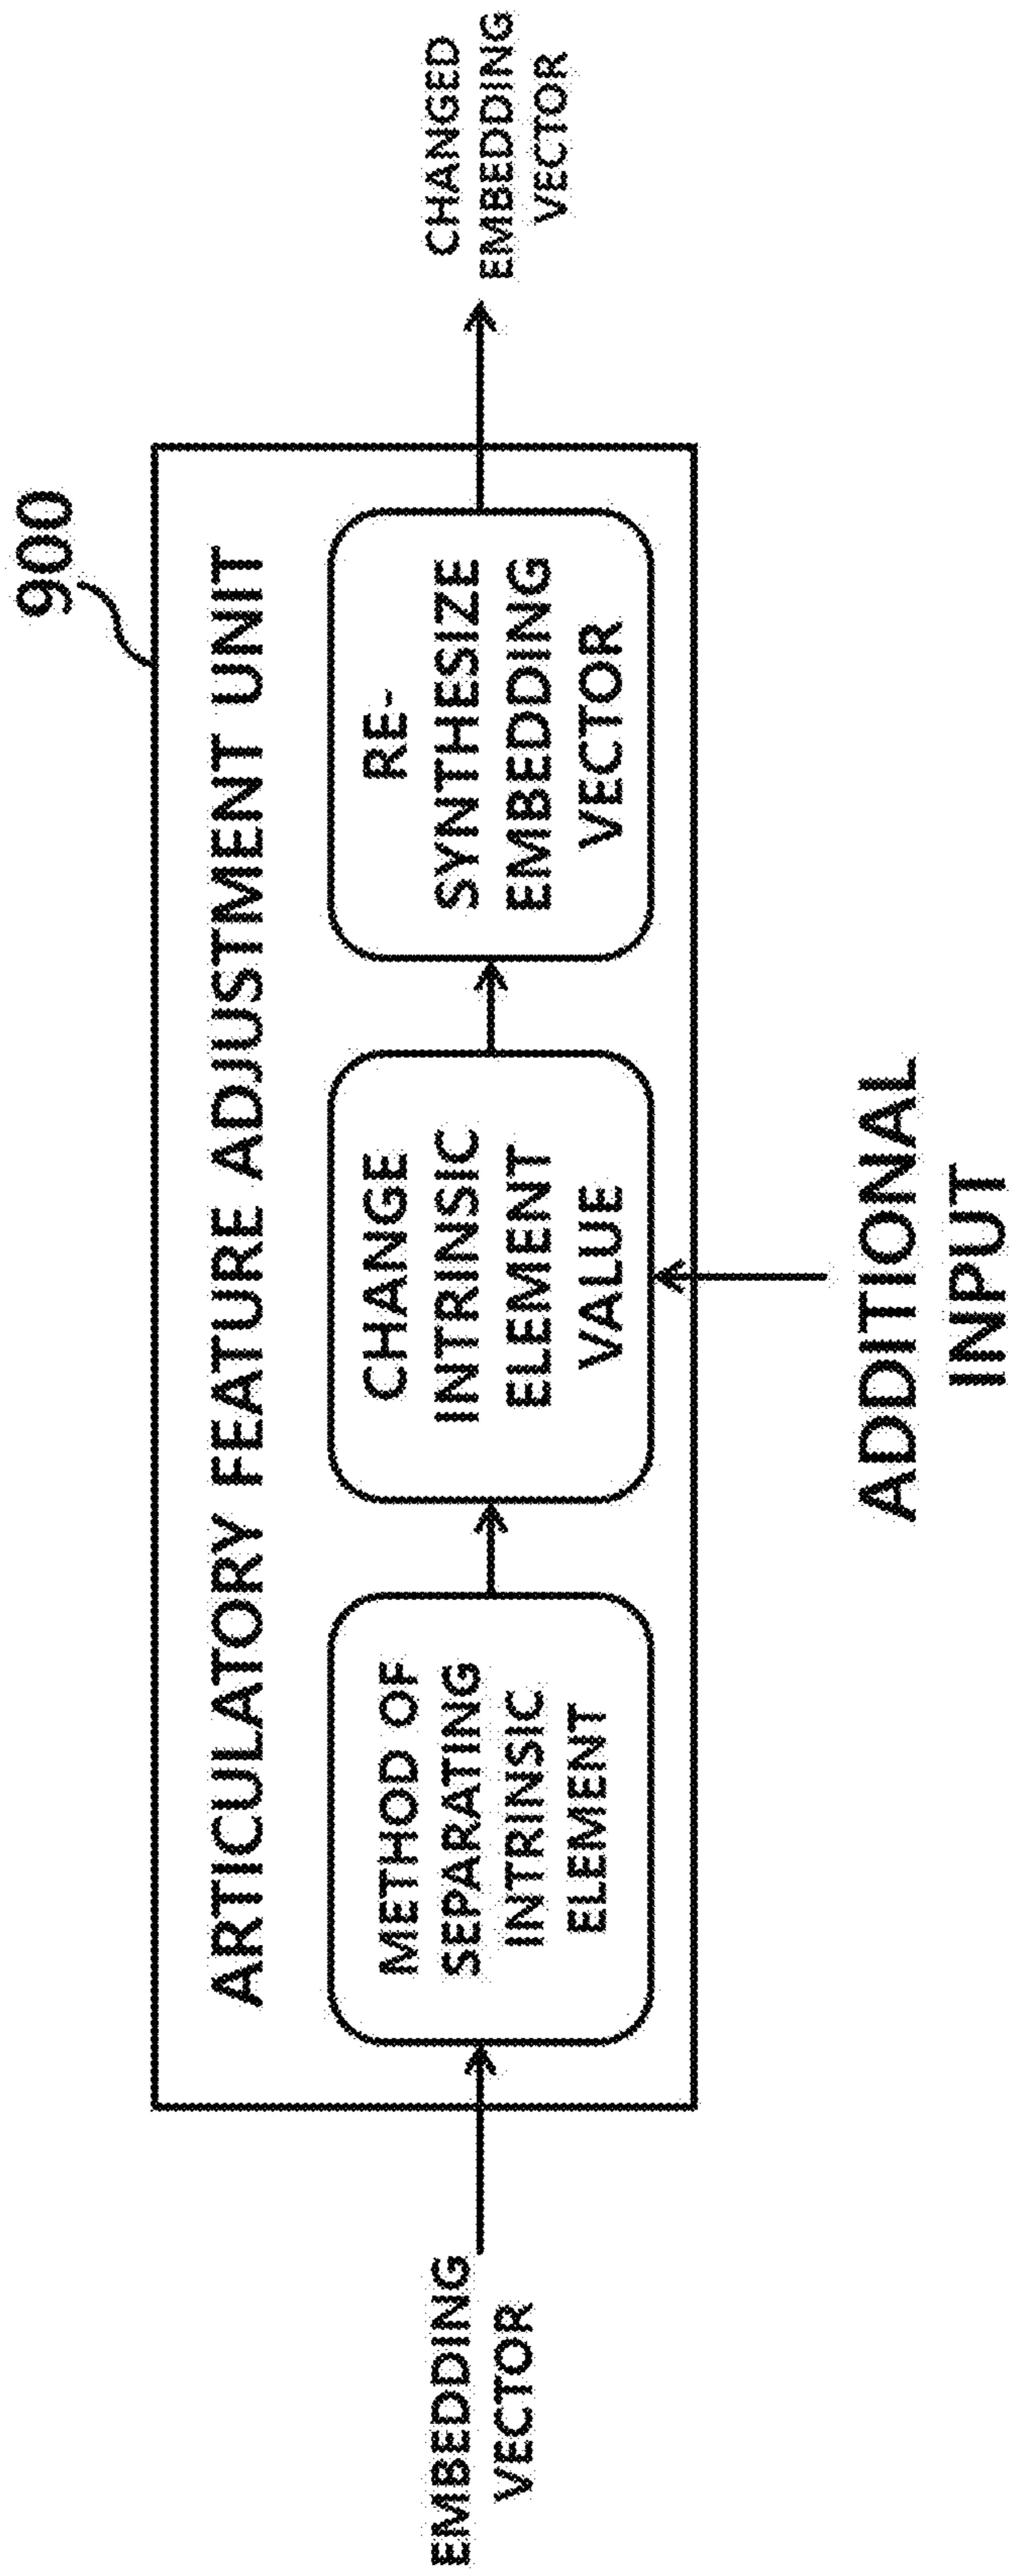 900
ARTICULATORY FEATURE ADJUSTMENT UNIT
EMBEDDING
VECTOR
METHOD OF
SEPARATING
INTRINSIC
ELEMENT
CHANGE
INTRINSIC
ELEMENT
VALUE
RE-
SYNTHESIZE
EMBEDDING
VECTOR
CHANGED
EMBEDDING
VECTOR
ADDITIONAL
INPUT